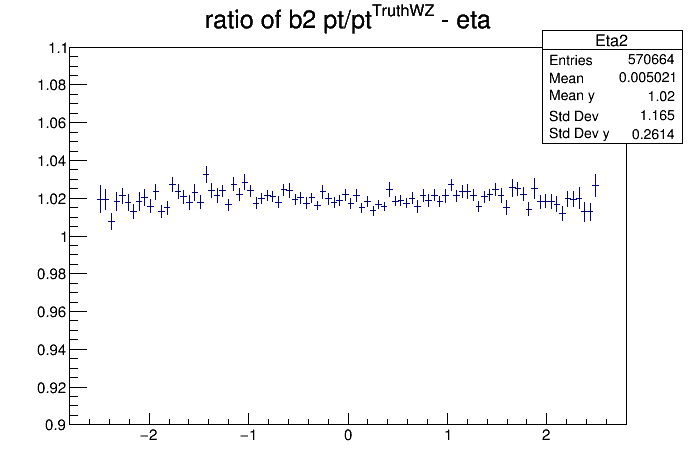 ratio of b2 pt/pt^TruthWZ - eta
Eta2
Entries 570664
Mean 0.005021
Mean y 1.02
Std Dev 1.165
Std Dev y 0.2614
1.1
1.08
1.06
1.04
1.02
1
0.98
0.96
0.94
0.92
0.9
−2 −1 0 1 2